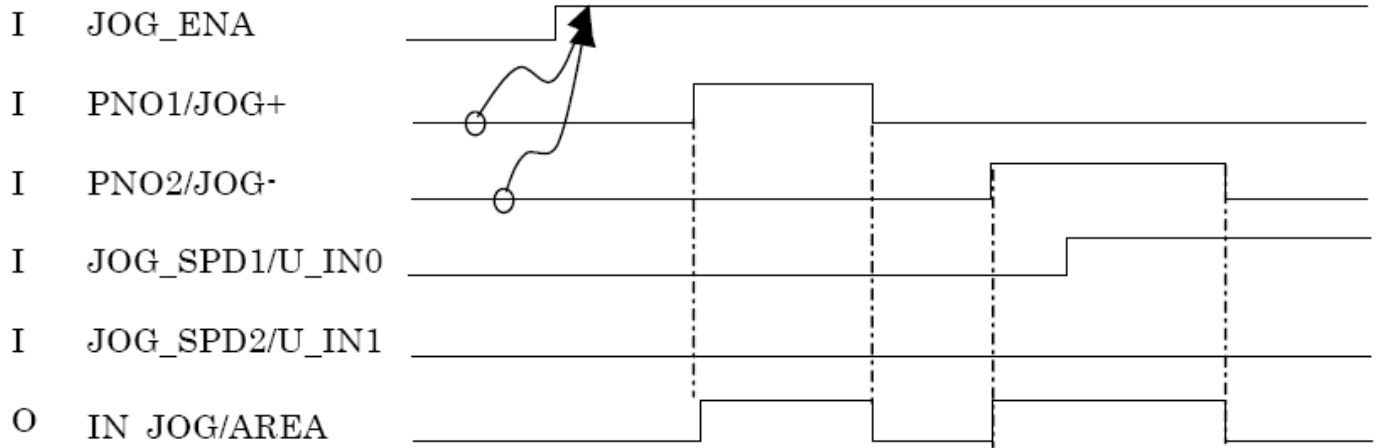 I JOG_ENA
I PNO1/JOG+
I PNO2/JOG-
I JOG_SPD1/U_IN0
I JOG_SPD2/U_IN1
O IN JOG/AREA